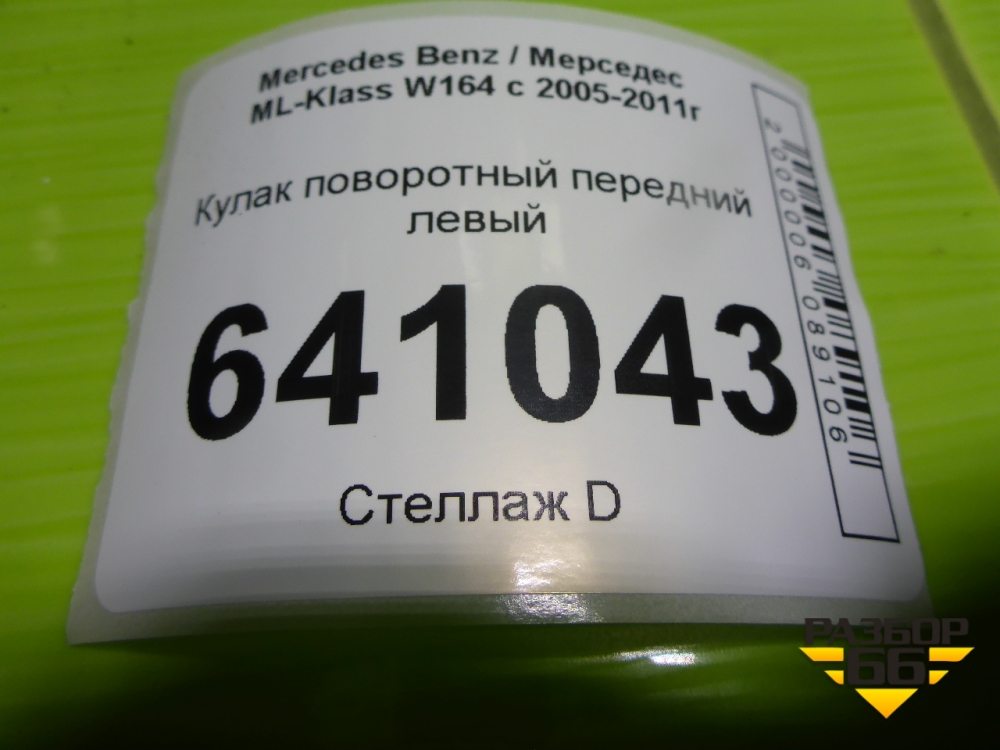 Mercedes Benz / Мерседес
ML-Klass W164 с 2005-2011г
Кулак поворотный передний
левый
641043
Стеллаж D
2000006089106
РАЗБОР
66